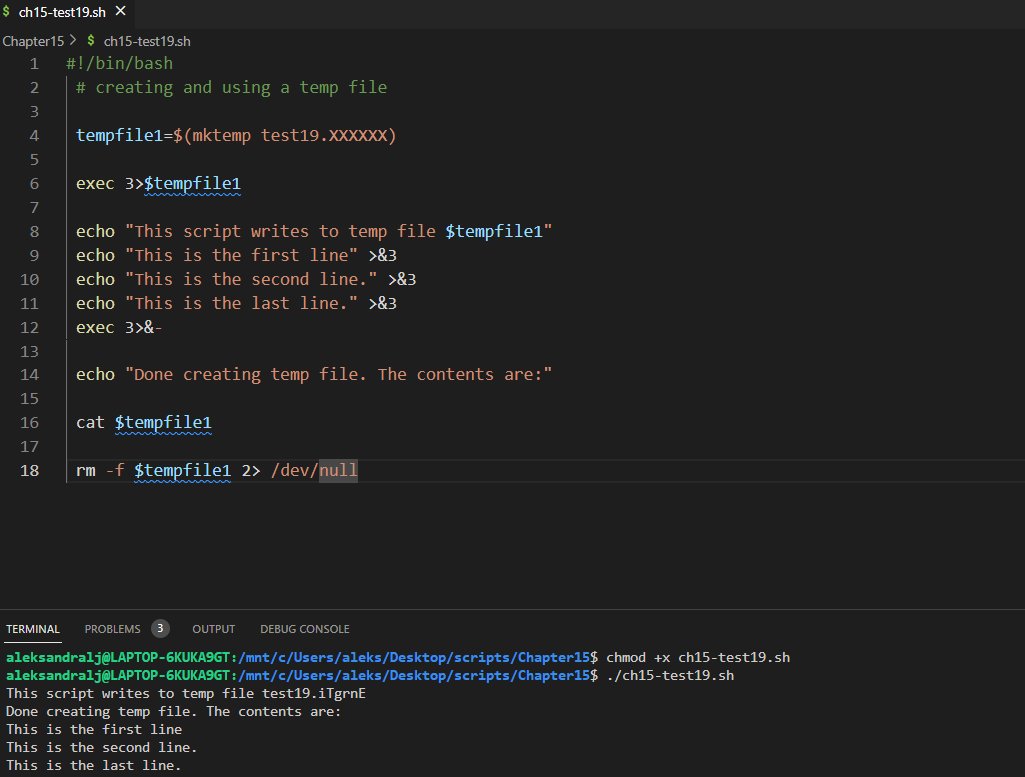 $ ch15-test19.sh ×
Chapter15 > $ ch15-test19.sh
1 #!/bin/bash
2 # creating and using a temp file
3
4 tempfile1=$(mktemp test19.XXXXXX)
5
6 exec 3>$tempfile1
7
8 echo "This script writes to temp file $tempfile1"
9 echo "This is the first line" >&3
10 echo "This is the second line." >&3
11 echo "This is the last line." >&3
12 exec 3>&-
13
14 echo "Done creating temp file. The contents are:"
15
16 cat $tempfile1
17
18 rm -f $tempfile1 2> /dev/null
TERMINAL PROBLEMS 3 OUTPUT DEBUG CONSOLE
aleksandralj@LAPTOP-6KUKA9GT:/mnt/c/Users/aleks/Desktop/scripts/Chapter15$ chmod +x ch15-test19.sh
aleksandralj@LAPTOP-6KUKA9GT:/mnt/c/Users/aleks/Desktop/scripts/Chapter15$ ./ch15-test19.sh
This script writes to temp file test19.iTgrnE
Done creating temp file. The contents are:
This is the first line
This is the second line.
This is the last line.